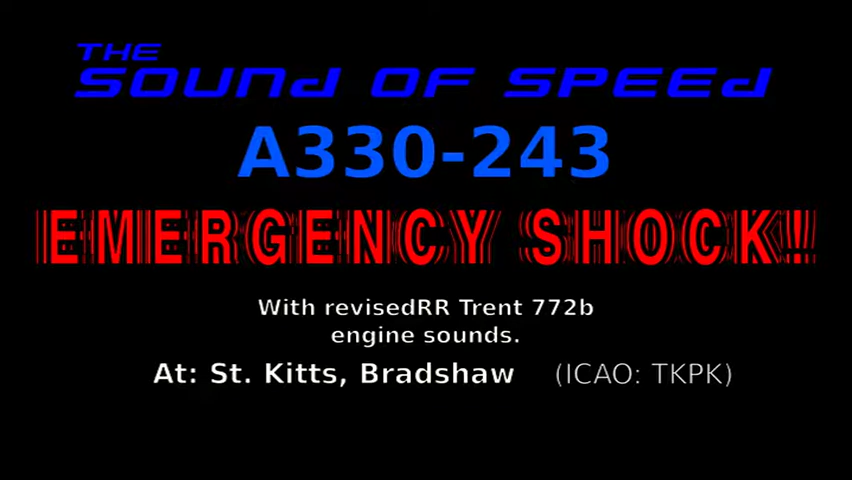 THE
SOUND OF SPEED
A330-243
EMERGENCY SHOCK!!
With revisedRR Trent 772b
engine sounds.
At: St. Kitts, Bradshaw (ICAO: TKPK)